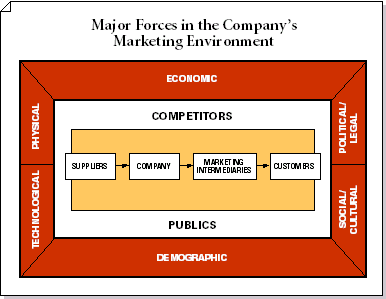 Major Forces in the Company's
Marketing Environment
ECONOMIC
PHYSICAL
POLITICAL/
LEGAL
COMPETITORS
SUPPLIERS
COMPANY
MARKETING
INTERMEDIARIES
CUSTOMERS
TECHNOLOGICAL
SOCIAL/
CULTURAL
PUBLICS
DEMOGRAPHIC